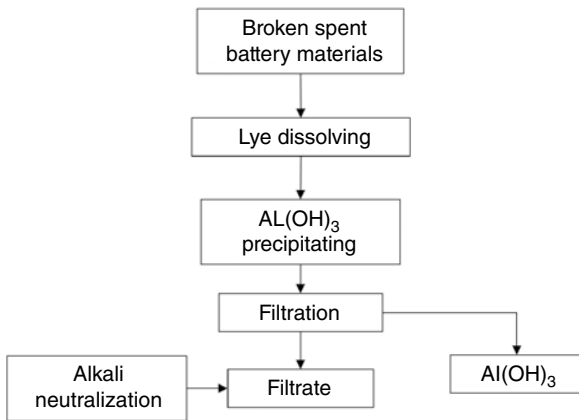 Broken spent
battery materials
Lye dissolving
AL(OH)₃
precipitating
Filtration
Al(OH)₃
Alkali
neutralization
Filtrate